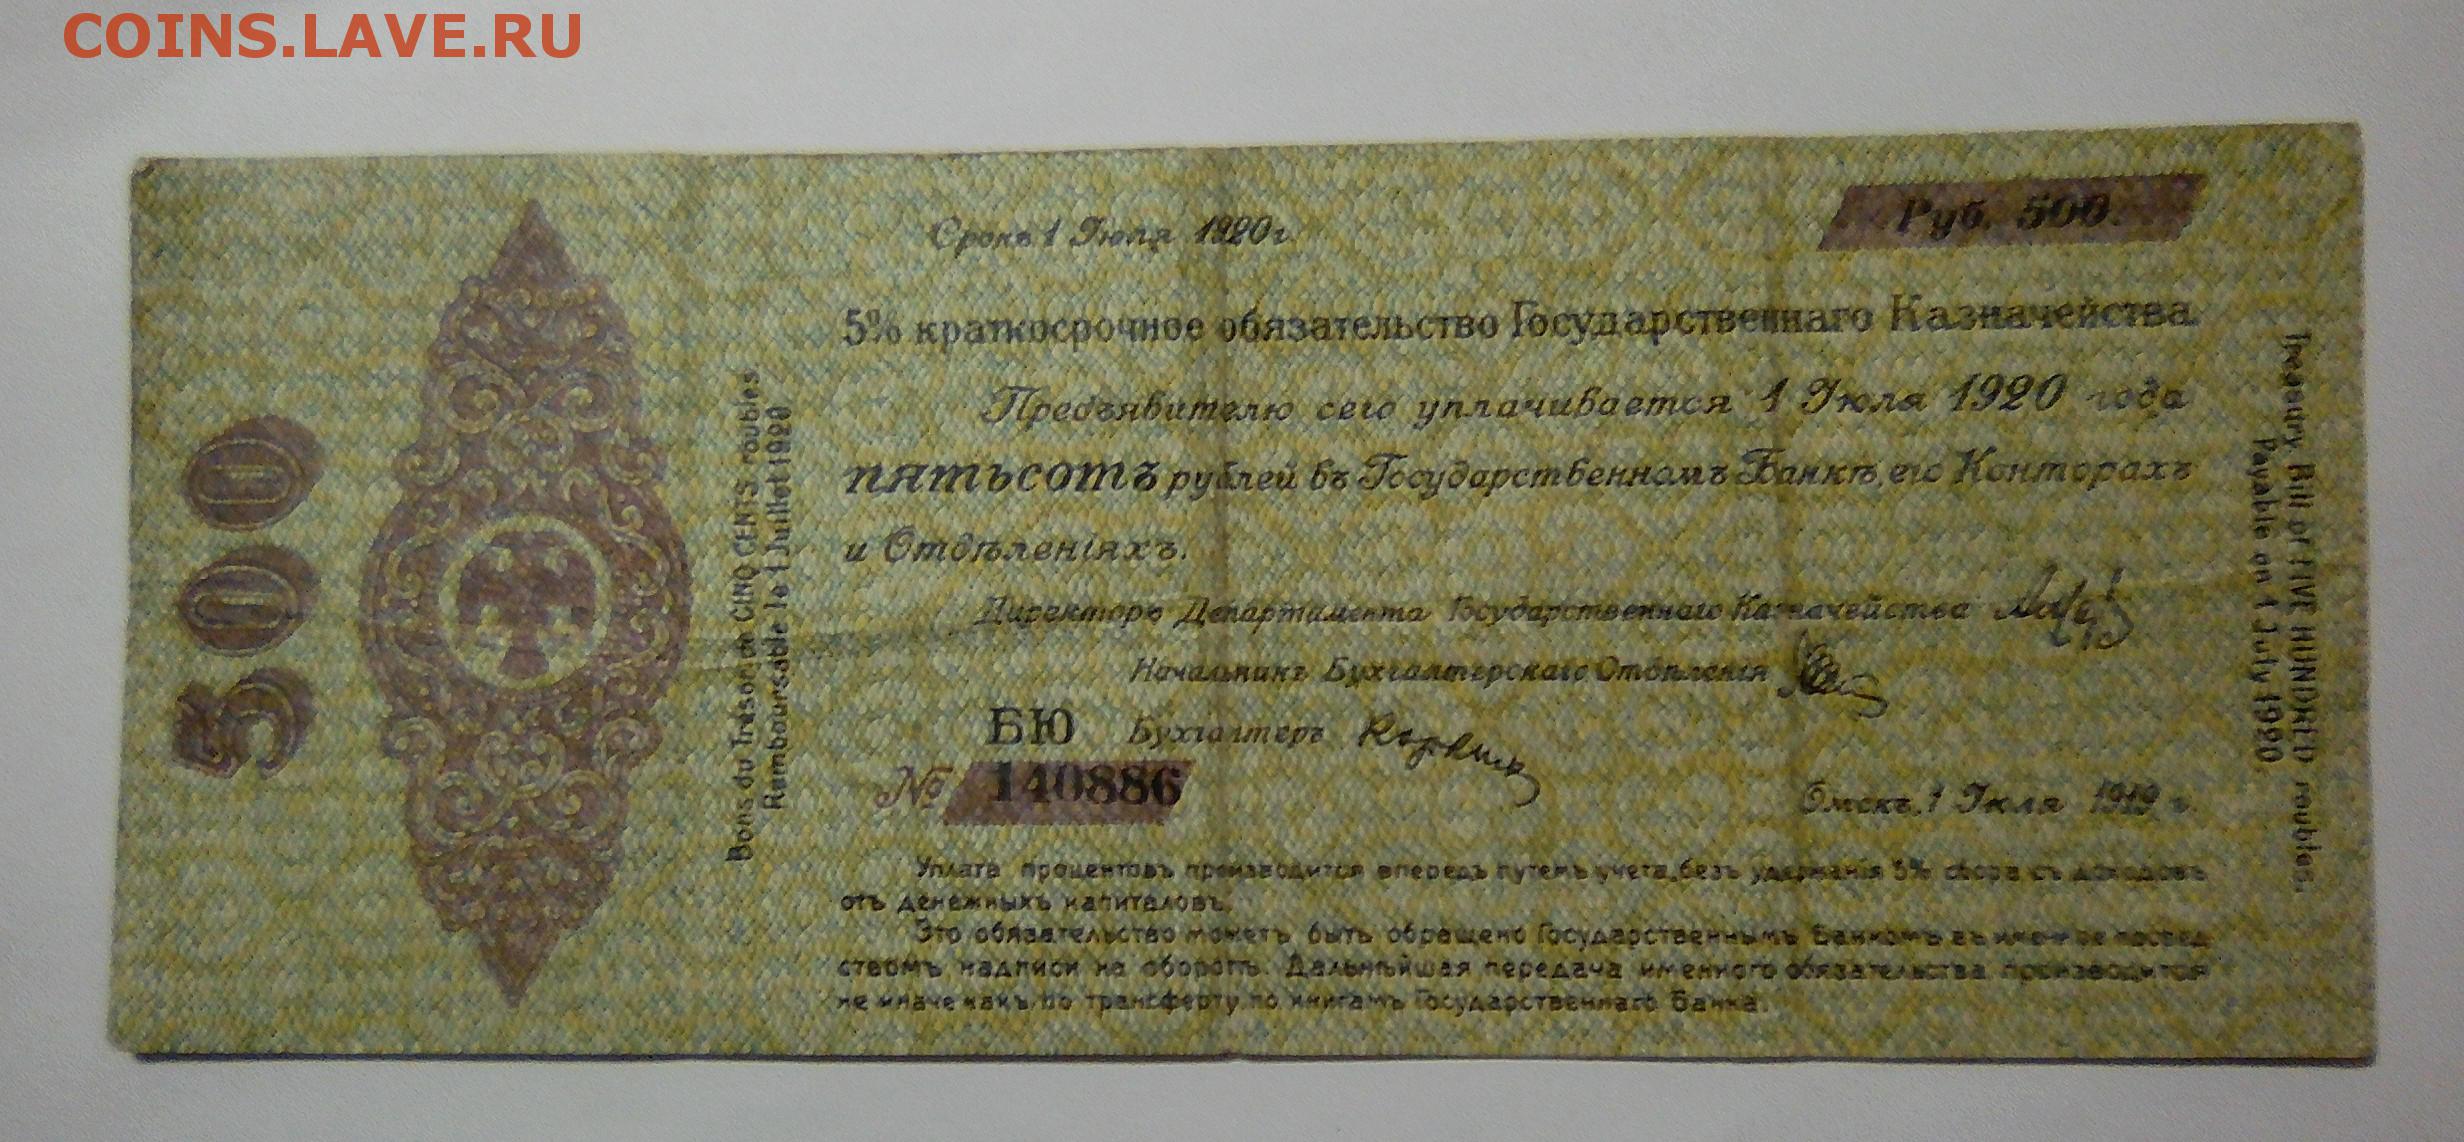 COINS.LAVE.RU
Срокъ 1 Июля 1920 г.
Руб. 500.
5% краткосрочное обязательство Государственнаго Казначейства.
Предъявителю сего уплачивается 1 Июля 1920 года
пятьсотъ рублей въ Государственномъ Банкѣ, его Конторахъ
и Отдѣленіяхъ.
Директоръ Департамента Государственнаго Казначейства
Начальникъ Бухгалтерскаго Отдѣленія
БЮ Бухгалтеръ
№ 140886
Омскъ, 1 Июля 1919 г.
Уплата процентовъ производится впередъ путемъ учета, безъ удержанія 5% сбора съ доходовъ
отъ денежныхъ капиталовъ.
Это обязательство можетъ быть обращено Государственнымъ Банкомъ въ именное посред
ствомъ надписи на оборотѣ. Дальнѣйшая передача именного обязательства производится
не иначе какъ по трансферту по книгамъ Государственнаго Банка.
500
Bons du Trésor de CINQ CENTS roubles
Remboursable le 1 Juillet 1920
Treasury Bill of FIVE HUNDRED roubles.
Payable on 1 July 1990.